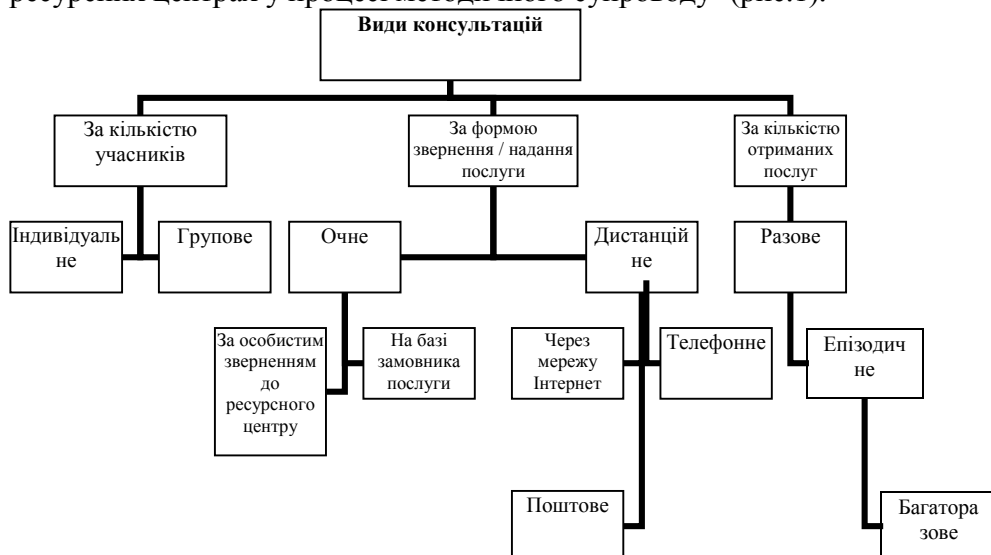 ресурсних центрах у процесі методичного супроводу" (рис.1).
Види консультацій
За кількістю
учасників
За формою
звернення / надання
послуги
За кількістю
отриманих
послуг
Індивідуаль
не
Групове
Очне
Дистанцій
не
Разове
За особистим
зверненням
до
ресурсного
центру
На базі
замовника
послуги
Через
мережу
Інтернет
Телефонне
Епізодич
не
Поштове
Багатора
зове